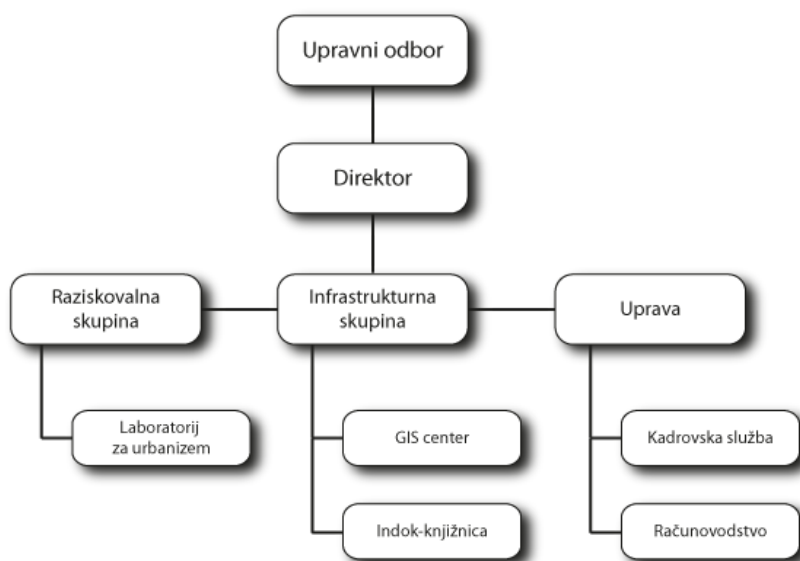 Upravni odbor
Direktor
Raziskovalna
skupina
Infrastrukturna
skupina
Uprava
Laboratorij
za urbanizem
GIS center
Kadrovska služba
Indok-knjižnica
Računovodstvo